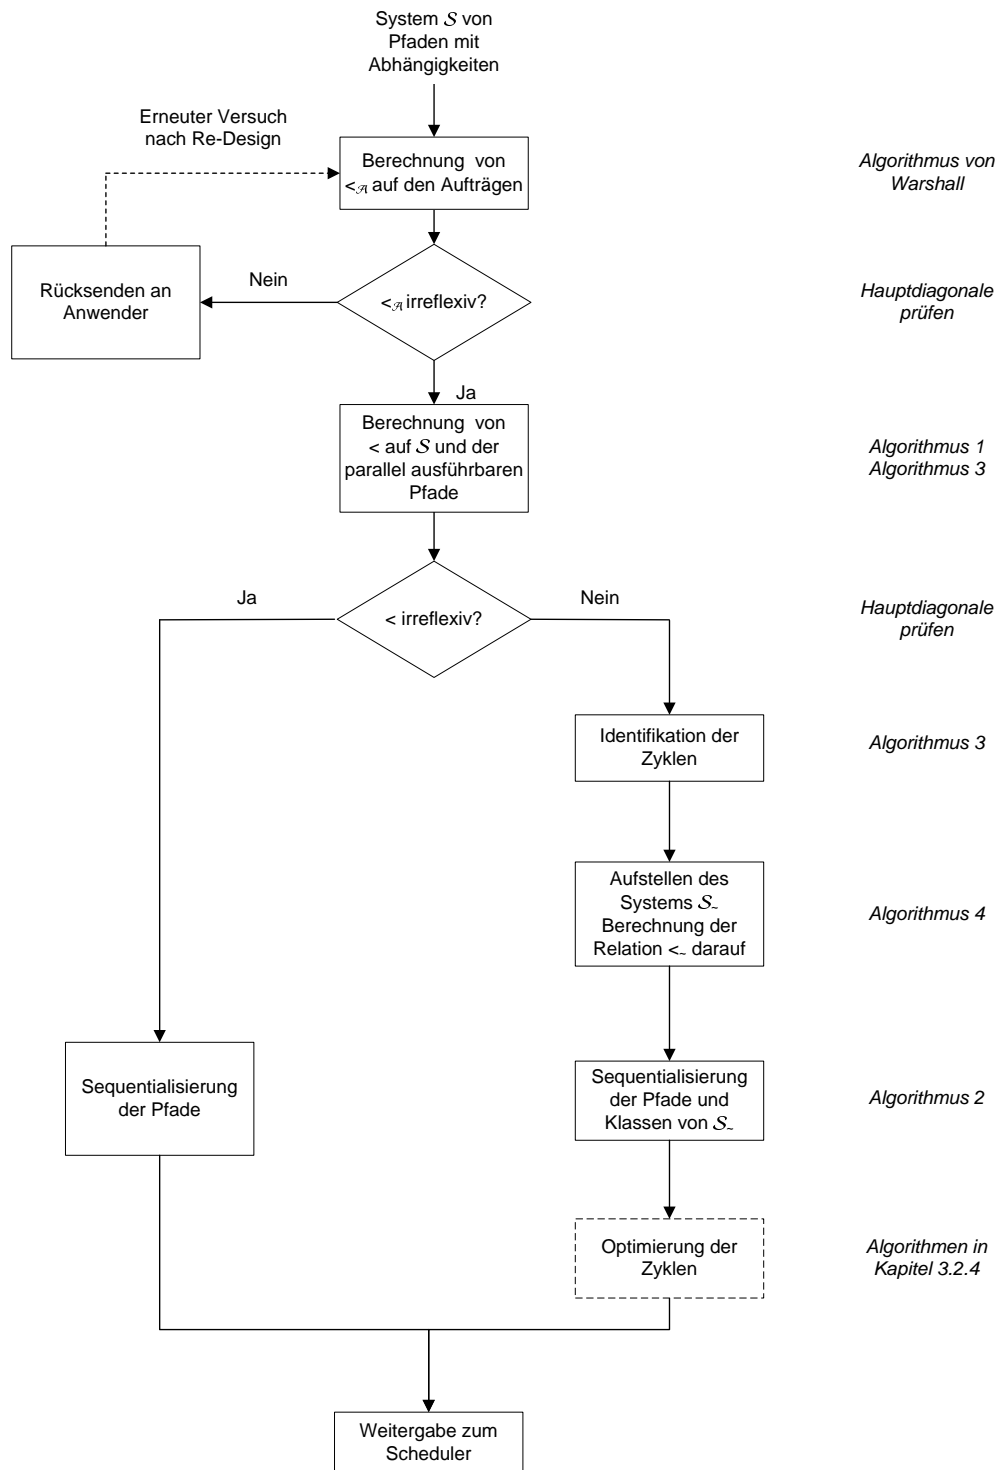 System 𝒮 von
Pfaden mit
Abhängigkeiten
Erneuter Versuch
nach Re-Design
Berechnung von
<𝒜 auf den Aufträgen
Algorithmus von
Warshall
Rücksenden an
Anwender
Nein
<𝒜 irreflexiv?
Hauptdiagonale
prüfen
Ja
Berechnung von
< auf 𝒮 und der
parallel ausführbaren
Pfade
Algorithmus 1
Algorithmus 3
Ja
< irreflexiv?
Nein
Hauptdiagonale
prüfen
Identifikation der
Zyklen
Algorithmus 3
Aufstellen des
Systems 𝒮~
Berechnung der
Relation <~ darauf
Algorithmus 4
Sequentialisierung
der Pfade
Sequentialisierung
der Pfade und
Klassen von 𝒮~
Algorithmus 2
Optimierung der
Zyklen
Algorithmen in
Kapitel 3.2.4
Weitergabe zum
Scheduler